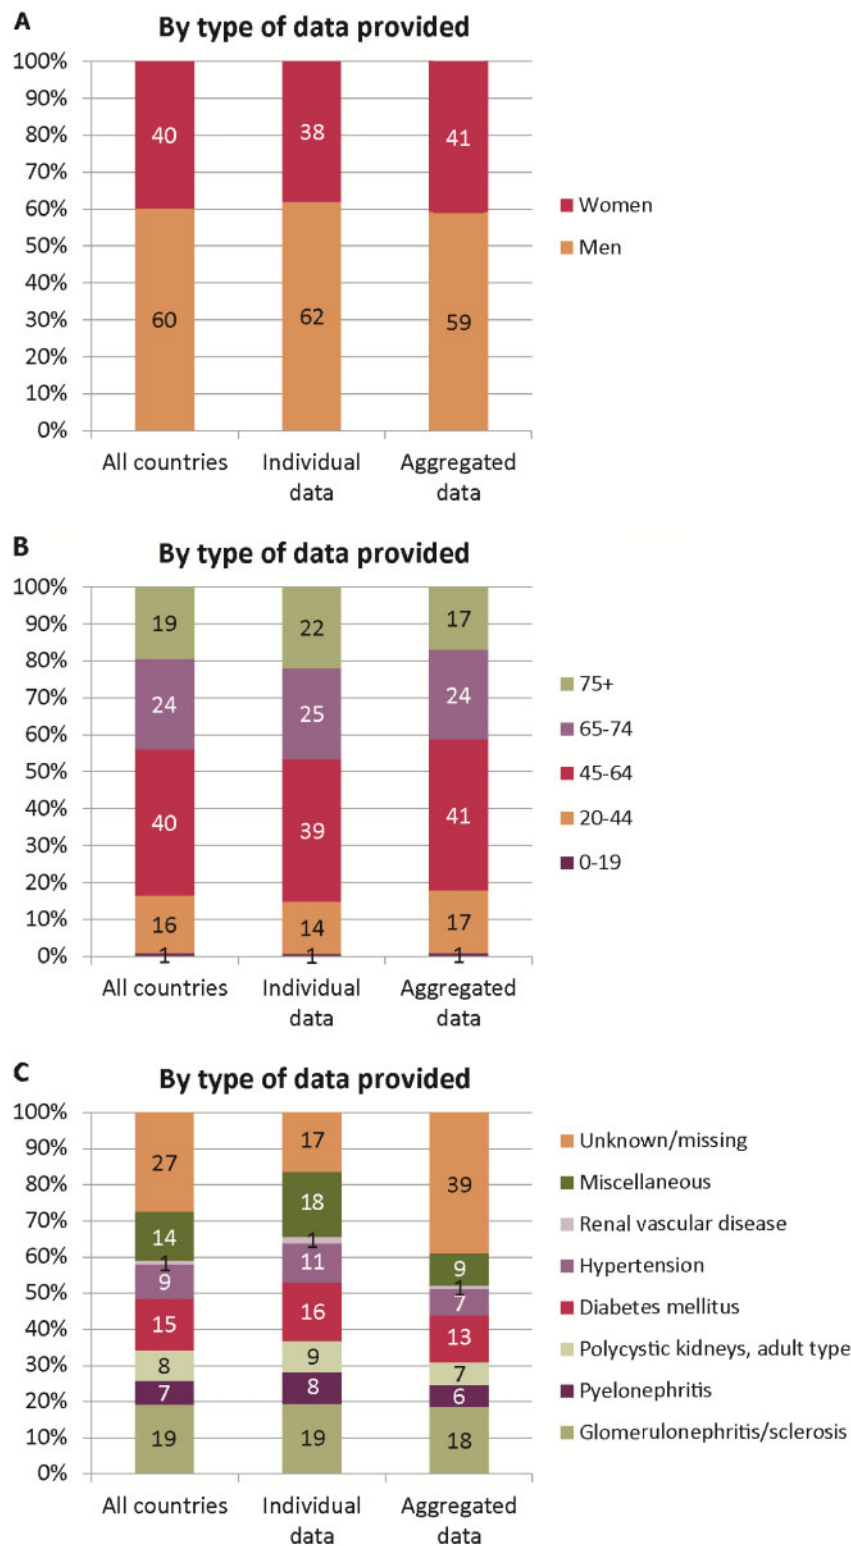 A
By type of data provided
100%
90%
80%
70%
60%
50%
40%
30%
20%
10%
0%
40
38
41
60
62
59
All countries
Individual
data
Aggregated
data
Women
Men
B
By type of data provided
100%
90%
80%
70%
60%
50%
40%
30%
20%
10%
0%
19
22
17
24
25
24
40
39
41
16
14
17
1
1
1
All countries
Individual
data
Aggregated
data
75+
65-74
45-64
20-44
0-19
C
By type of data provided
100%
90%
80%
70%
60%
50%
40%
30%
20%
10%
0%
27
17
39
14
18
9
1
1
1
9
11
7
15
16
13
8
9
7
7
8
6
19
19
18
All countries
Individual
data
Aggregated
data
Unknown/missing
Miscellaneous
Renal vascular disease
Hypertension
Diabetes mellitus
Polycystic kidneys, adult type
Pyelonephritis
Glomerulonephritis/sclerosis